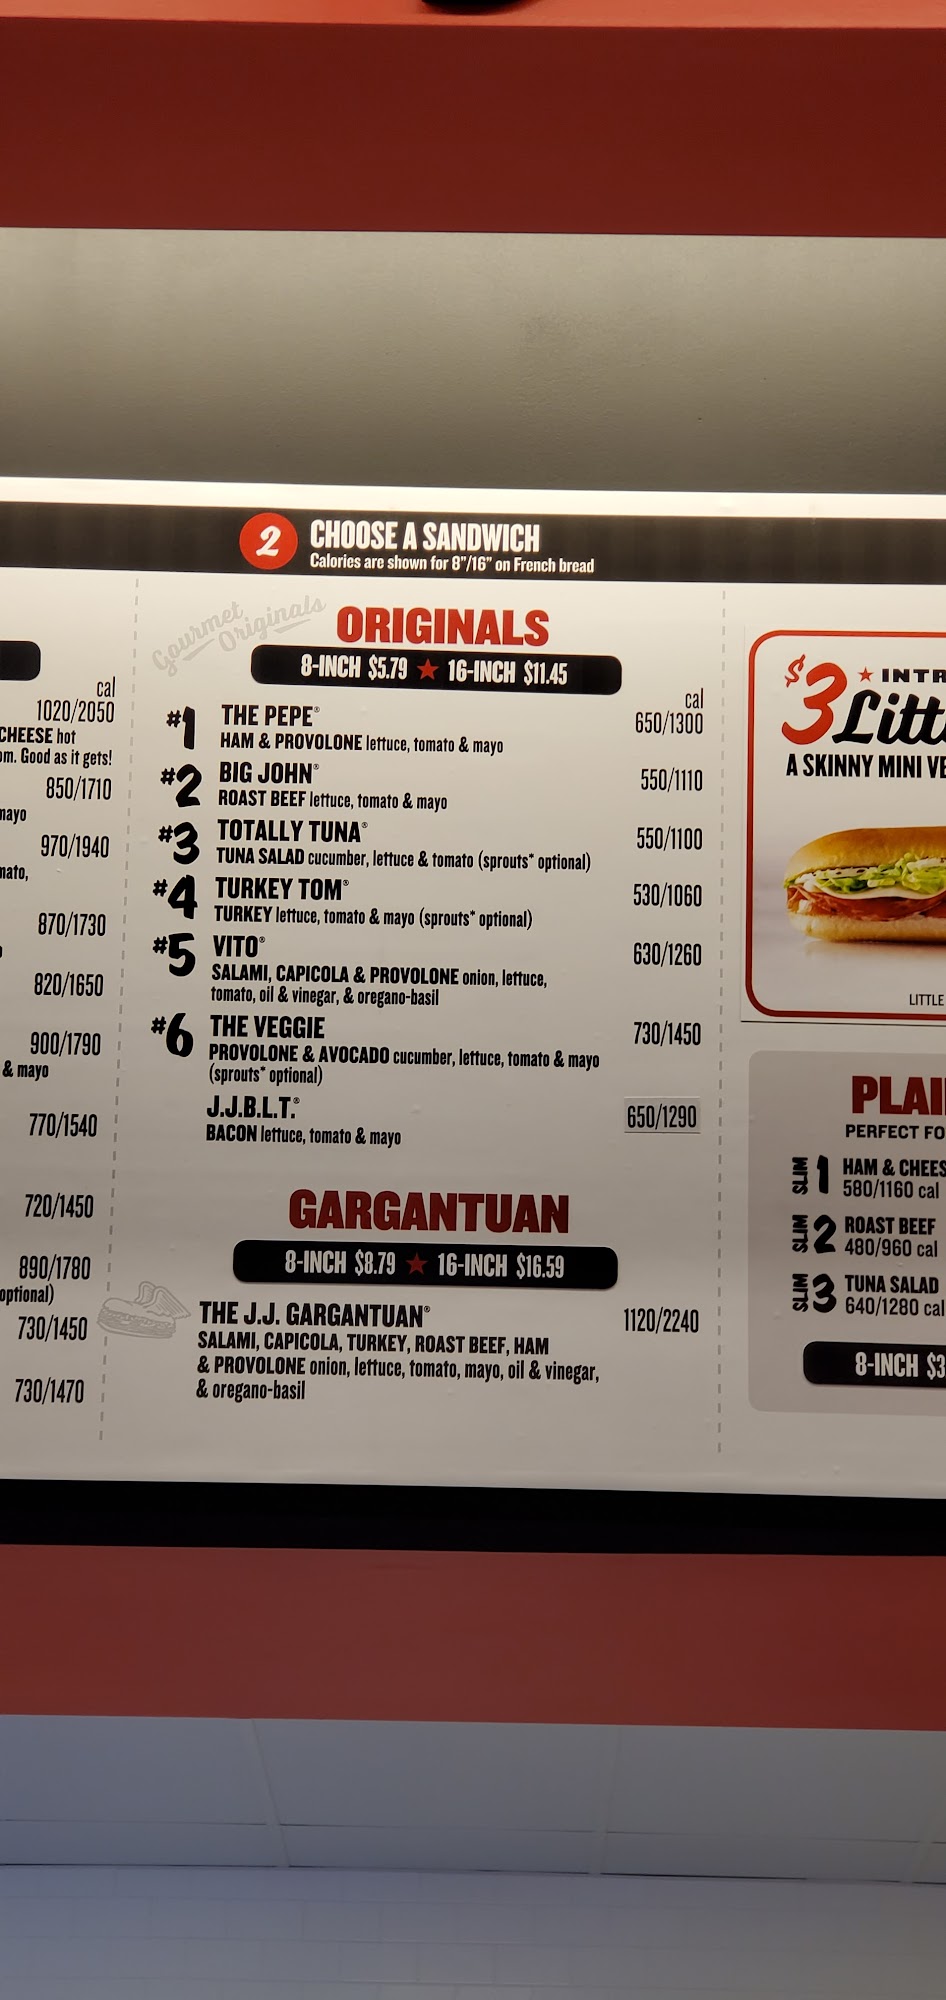 2 CHOOSE A SANDWICH
Calories are shown for 8"/16" on French bread
cal
1020/2050
CHEESE hot
om. Good as it gets!
850/1710
mayo
970/1940
mato,
870/1730
820/1650
900/1790
& mayo
770/1540
720/1450
890/1780
optional)
730/1450
730/1470
Gourmet
Originals
ORIGINALS
8-INCH $5.79 ★ 16-INCH $11.45
cal
#1 THE PEPE® 650/1300
HAM & PROVOLONE lettuce, tomato & mayo
#2 BIG JOHN® 550/1110
ROAST BEEF lettuce, tomato & mayo
#3 TOTALLY TUNA® 550/1100
TUNA SALAD cucumber, lettuce & tomato (sprouts* optional)
#4 TURKEY TOM® 530/1060
TURKEY lettuce, tomato & mayo (sprouts* optional)
#5 VITO® 630/1260
SALAMI, CAPICOLA & PROVOLONE onion, lettuce,
tomato, oil & vinegar, & oregano-basil
#6 THE VEGGIE 730/1450
PROVOLONE & AVOCADO cucumber, lettuce, tomato & mayo
(sprouts* optional)
J.J.B.L.T.® 650/1290
BACON lettuce, tomato & mayo
GARGANTUAN
8-INCH $8.79 ★ 16-INCH $16.59
THE J.J. GARGANTUAN® 1120/2240
SALAMI, CAPICOLA, TURKEY, ROAST BEEF, HAM
& PROVOLONE onion, lettuce, tomato, mayo, oil & vinegar,
& oregano-basil
$3 ★ INTR
Litt
A SKINNY MINI VE
LITTLE
PLAI
PERFECT FO
SLIM 1 HAM & CHEES
580/1160 cal
SLIM 2 ROAST BEEF
480/960 cal
SLIM 3 TUNA SALAD
640/1280 cal
8-INCH $3